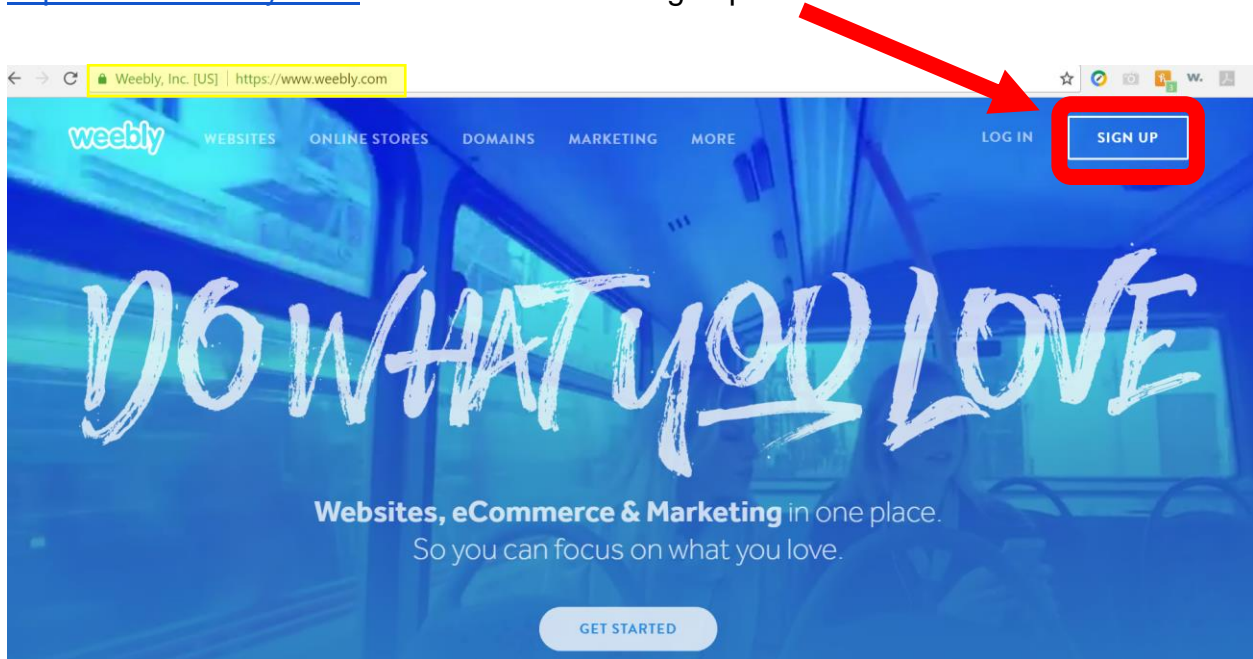 Weebly, Inc. [US] | https://www.weebly.com
weebly WEBSITES ONLINE STORES DOMAINS MARKETING MORE LOG IN SIGN UP
DO WHAT YOU LOVE
Websites, eCommerce & Marketing in one place.
So you can focus on what you love.
GET STARTED